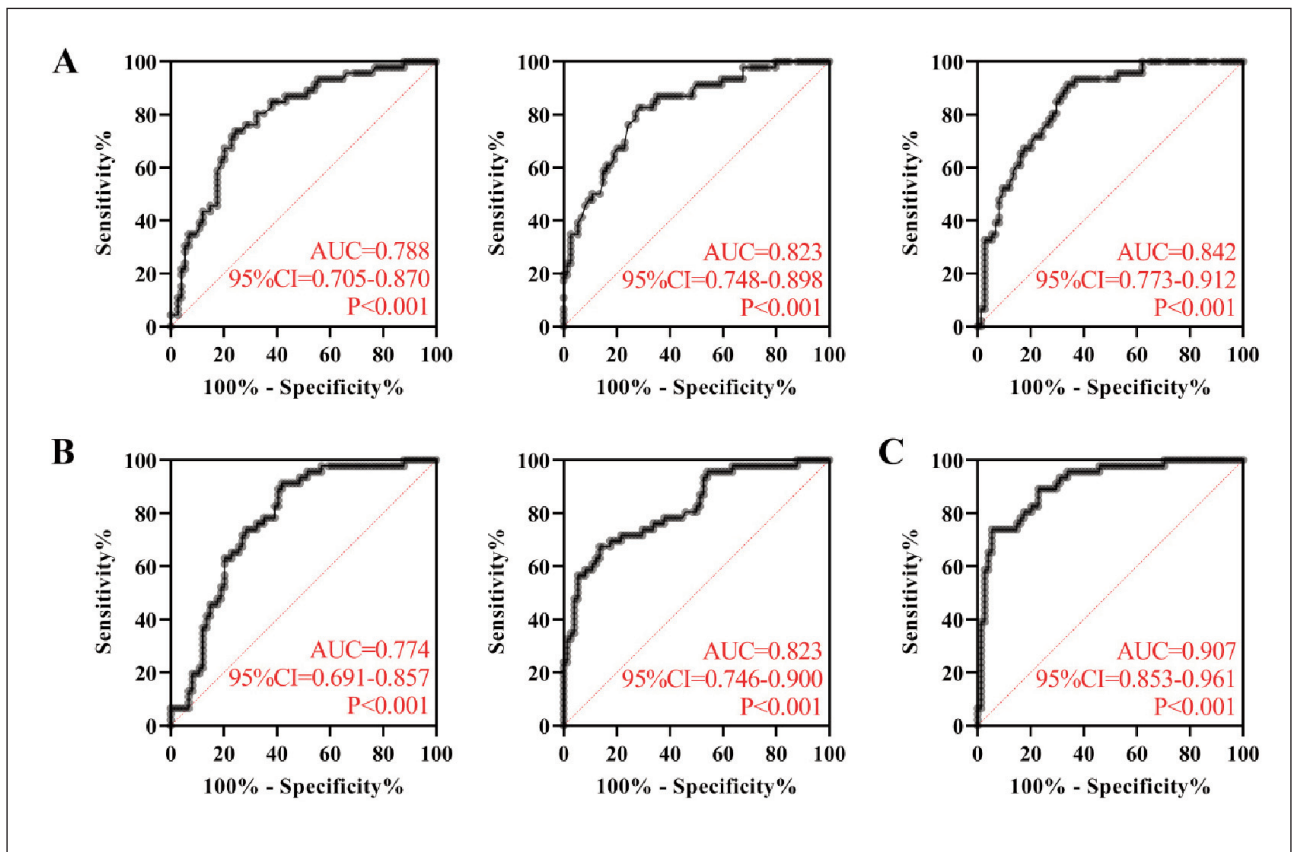 A
100
80
60
40
20
0
Sensitivity%
AUC=0.788
95%CI=0.705-0.870
P<0.001
0 20 40 60 80 100
100% - Specificity%
100
80
60
40
20
0
Sensitivity%
AUC=0.823
95%CI=0.748-0.898
P<0.001
0 20 40 60 80 100
100% - Specificity%
100
80
60
40
20
0
Sensitivity%
AUC=0.842
95%CI=0.773-0.912
P<0.001
0 20 40 60 80 100
100% - Specificity%
B
100
80
60
40
20
0
Sensitivity%
AUC=0.774
95%CI=0.691-0.857
P<0.001
0 20 40 60 80 100
100% - Specificity%
100
80
60
40
20
0
Sensitivity%
AUC=0.823
95%CI=0.746-0.900
P<0.001
0 20 40 60 80 100
100% - Specificity%
C
100
80
60
40
20
0
Sensitivity%
AUC=0.907
95%CI=0.853-0.961
P<0.001
0 20 40 60 80 100
100% - Specificity%